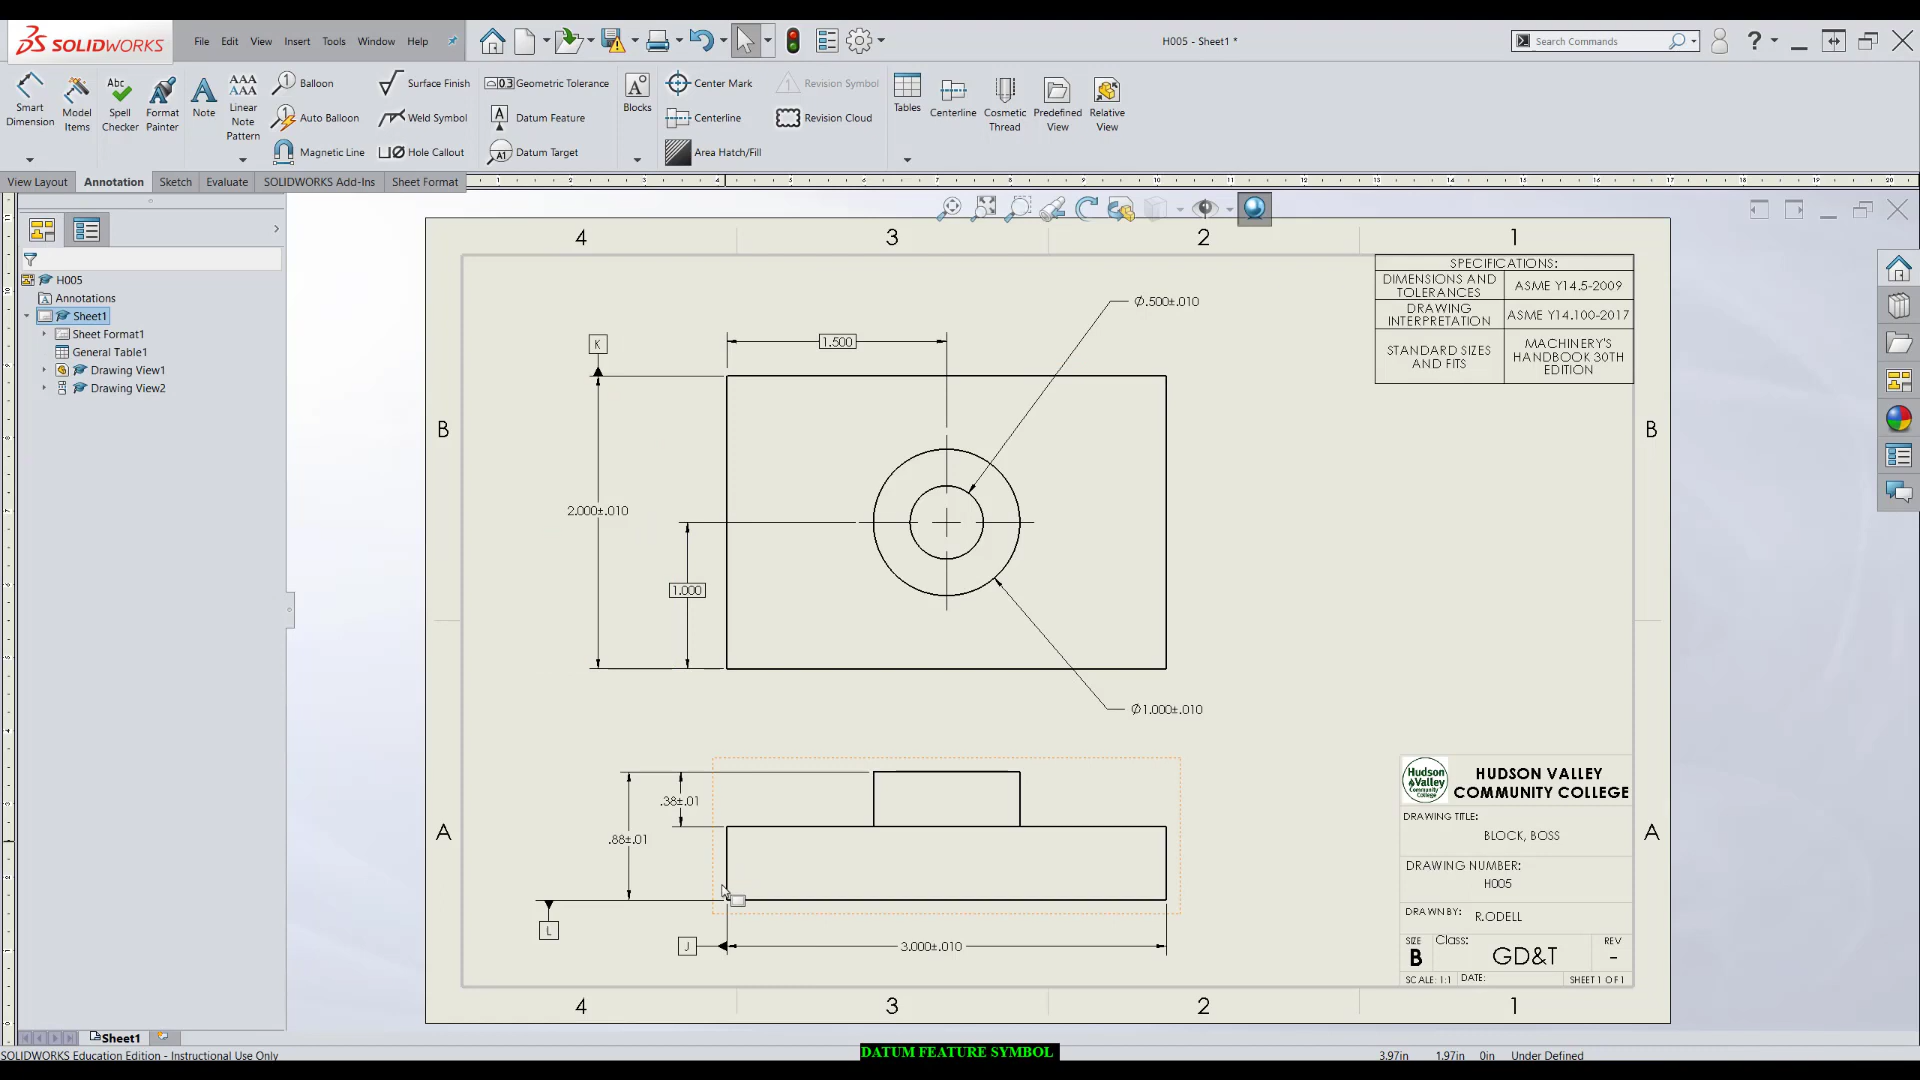 SOLIDWORKS File Edit View Insert Tools Window Help H005 - Sheet1 * Search Commands ?
Smart Dimension
Model Items
Abc
Spell Checker
Format Painter
Note
AAA
AAA
Linear Note Pattern
Balloon
Auto Balloon
Magnetic Line
Surface Finish
Weld Symbol
Hole Callout
Geometric Tolerance
Datum Feature
Datum Target
Blocks
Center Mark
Centerline
Area Hatch/Fill
Revision Symbol
Revision Cloud
Tables
Centerline
Cosmetic Thread
Predefined View
Relative View
View Layout Annotation Sketch Evaluate SOLIDWORKS Add-Ins Sheet Format
H005
Annotations
Sheet1
Sheet Format1
General Table1
Drawing View1
Drawing View2
4 3 2 1
SPECIFICATIONS:
DIMENSIONS AND TOLERANCES ASME Y14.5-2009
DRAWING INTERPRETATION ASME Y14.100-2017
STANDARD SIZES AND FITS MACHINERY'S HANDBOOK 30TH EDITION
∅.500±.010
K
1.500
B B
2.000±.010
1.000
∅1.000±.010
.38±.01
.88±.01
A A
L
J
3.000±.010
Hudson Valley Community College
HUDSON VALLEY
COMMUNITY COLLEGE
DRAWING TITLE:
BLOCK, BOSS
DRAWING NUMBER:
H005
DRAWN BY: R.ODELL
SIZE Class: REV
B GD&T -
SCALE: 1:1 DATE: SHEET 1 OF 1
4 3 2 1
Sheet1
SOLIDWORKS Education Edition - Instructional Use Only
DATUM FEATURE SYMBOL
3.97in 1.97in 0in Under Defined